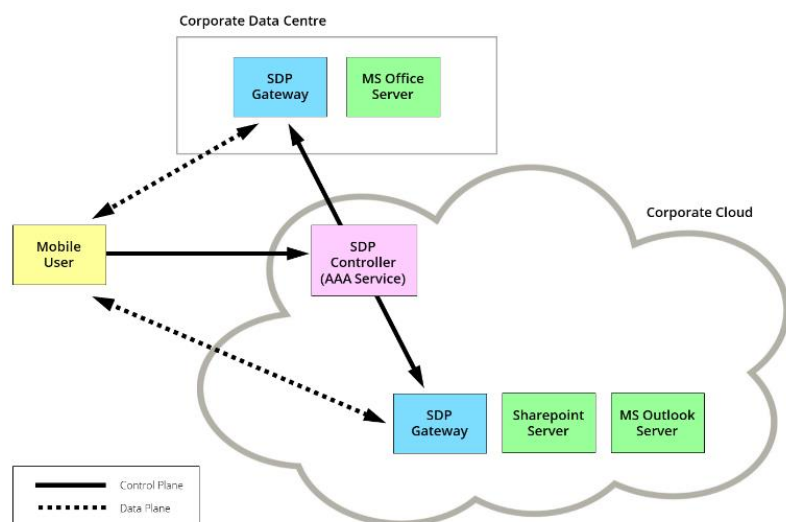 Corporate Data Centre
SDP
Gateway
MS Office
Server
Corporate Cloud
Mobile
User
SDP
Controller
(AAA Service)
SDP
Gateway
Sharepoint
Server
MS Outlook
Server
Control Plane
Data Plane